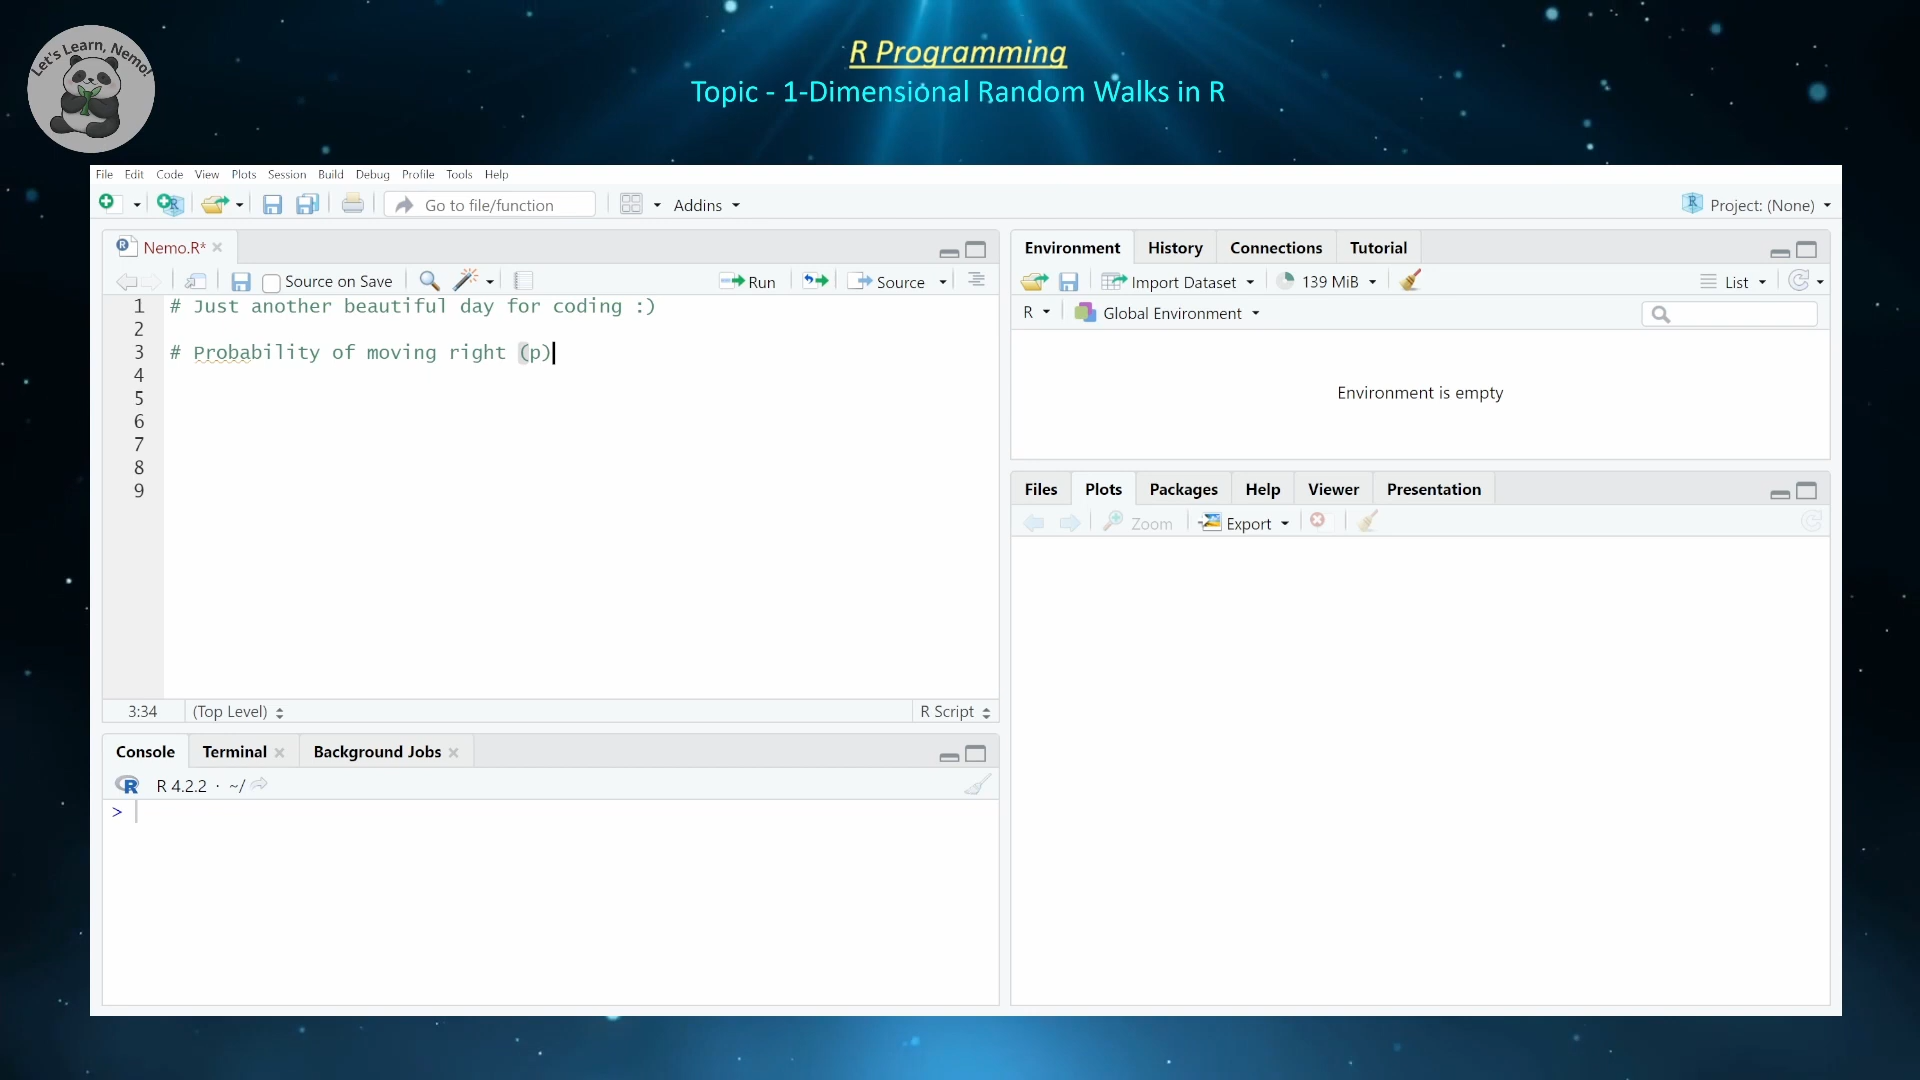 Let's Learn, Nemo!
R Programming
Topic - 1-Dimensional Random Walks in R
File Edit Code View Plots Session Build Debug Profile Tools Help
Go to file/function Addins Project: (None)
Nemo.R*
Source on Save Run Source
1 # Just another beautiful day for coding :)
2
3 # Probability of moving right (p)
4
5
6
7
8
9
3:34 (Top Level) R Script
Console Terminal Background Jobs
R 4.2.2 · ~/
>
Environment History Connections Tutorial
Import Dataset 139 MiB List
R Global Environment
Environment is empty
Files Plots Packages Help Viewer Presentation
Zoom Export